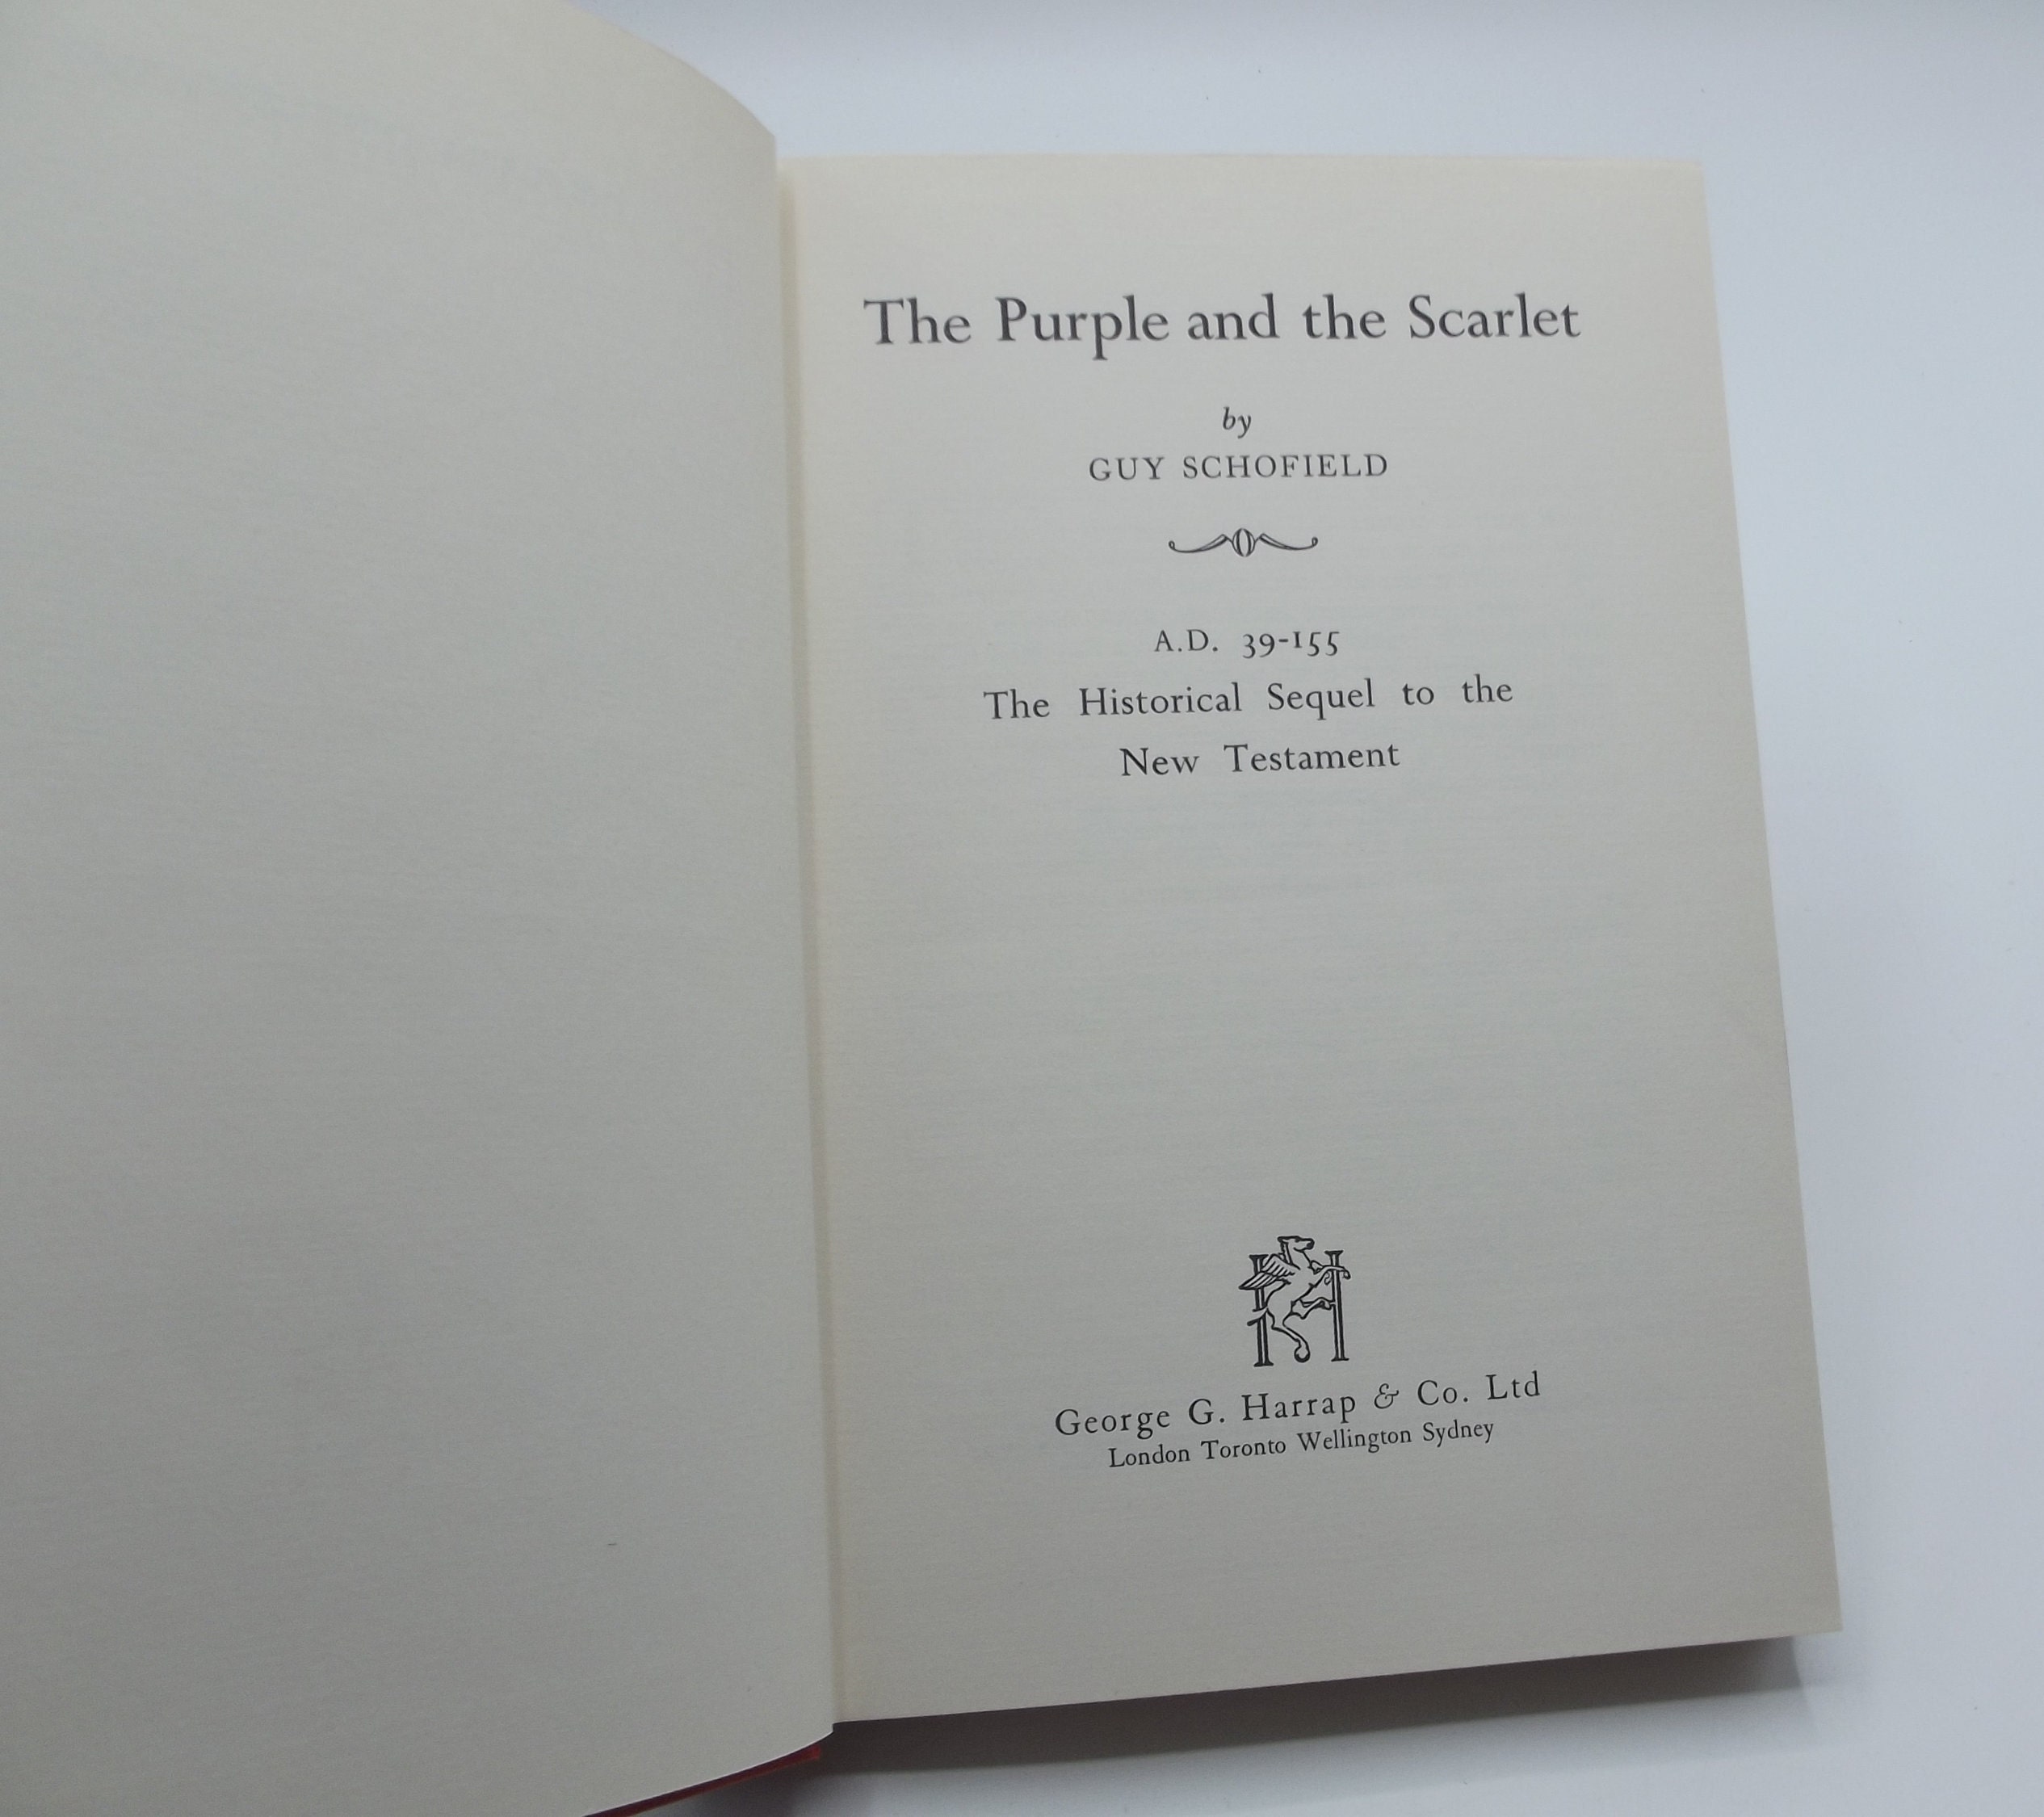 The Purple and the Scarlet
by
GUY SCHOFIELD
A.D. 39-155
The Historical Sequel to the
New Testament
H
George G. Harrap & Co. Ltd
London Toronto Wellington Sydney